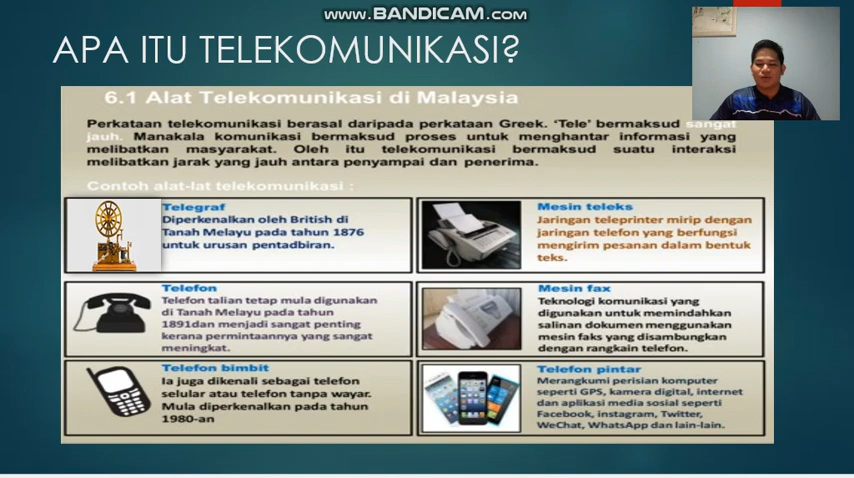 www.BANDICAM.com
APA ITU TELEKOMUNIKASI?
6.1 Alat Telekomunikasi di Malaysia
Perkataan telekomunikasi berasal daripada perkataan Greek. 'Tele' bermaksud sangat
jauh. Manakala komunikasi bermaksud proses untuk menghantar informasi yang
melibatkan masyarakat. Oleh itu telekomunikasi bermaksud suatu interaksi
melibatkan jarak yang jauh antara penyampai dan penerima.
Contoh alat-lat telekomunikasi :
Telegraf
Diperkenalkan oleh British di
Tanah Melayu pada tahun 1876
untuk urusan pentadbiran.
Mesin teleks
Jaringan teleprinter mirip dengan
jaringan telefon yang berfungsi
mengirim pesanan dalam bentuk
teks.
Telefon
Telefon talian tetap mula digunakan
di Tanah Melayu pada tahun
1891dan menjadi sangat penting
kerana permintaannya yang sangat
meningkat.
Mesin fax
Teknologi komunikasi yang
digunakan untuk memindahkan
salinan dokumen menggunakan
mesin faks yang disambungkan
dengan rangkain telefon.
Telefon bimbit
Ia juga dikenali sebagai telefon
selular atau telefon tanpa wayar.
Mula diperkenalkan pada tahun
1980-an
Telefon pintar
Merangkumi perisian komputer
seperti GPS, kamera digital, internet
dan aplikasi media sosial seperti
Facebook, instagram, Twitter,
WeChat, WhatsApp dan lain-lain.